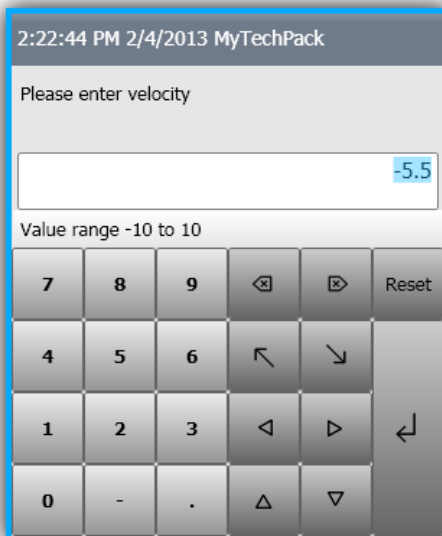 2:22:44 PM 2/4/2013 MyTechPack
Please enter velocity
-5.5
Value range -10 to 10
7 8 9 Reset
4 5 6
1 2 3
0 - .